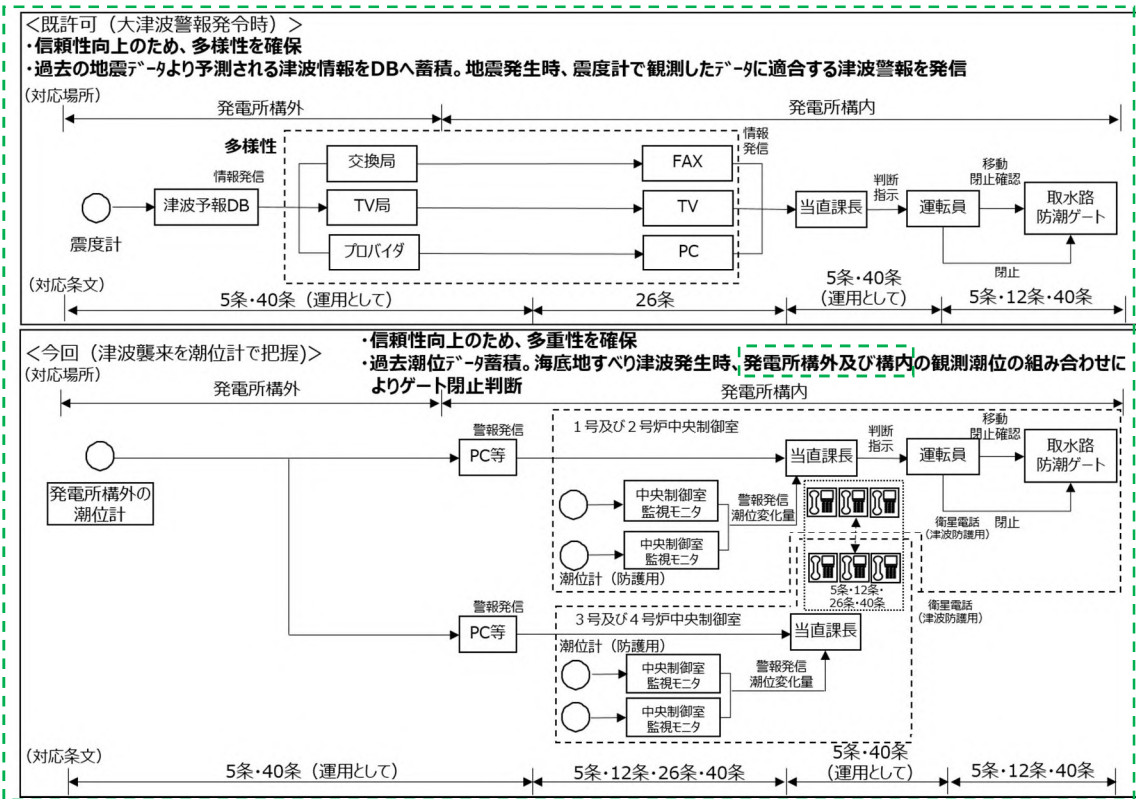 ＜既許可（大津波警報発令時）＞
・信頼性向上のため、多様性を確保
・過去の地震ﾃﾞｰﾀより予測される津波情報をDBへ蓄積。地震発生時、震度計で観測したﾃﾞｰﾀに適合する津波警報を発信
（対応場所）
発電所構外
発電所構内
多様性
情報発信
情報
発信
交換局
FAX
移動
閉止確認
判断
指示
震度計
津波予報DB
TV局
TV
当直課長
運転員
取水路
防潮ゲート
プロバイダ
PC
閉止
（対応条文）
5条・40条（運用として）
26条
5条・40条
（運用として）
5条・12条・40条
＜今回（津波襲来を潮位計で把握)＞
・信頼性向上のため、多重性を確保
・過去潮位ﾃﾞｰﾀ蓄積。海底地すべり津波発生時、発電所構外及び構内の観測潮位の組み合わせに
よりゲート閉止判断
（対応場所）
発電所構外
発電所構内
警報発信
１号及び２号炉中央制御室
判断
指示
移動
閉止確認
PC等
当直課長
運転員
取水路
防潮ゲート
発電所構外の
潮位計
中央制御室
監視モニタ
警報発信
潮位変化量
中央制御室
監視モニタ
衛星電話
（津波防護用）
閉止
潮位計（防護用）
5条・12条・
26条・40条
衛星電話
（津波防護用）
警報発信
３号及び４号炉中央制御室
PC等
当直課長
潮位計（防護用）
中央制御室
監視モニタ
警報発信
潮位変化量
中央制御室
監視モニタ
（対応条文）
5条・40条（運用として）
5条・12条・26条・40条
5条・40条
（運用として）
5条・12条・40条